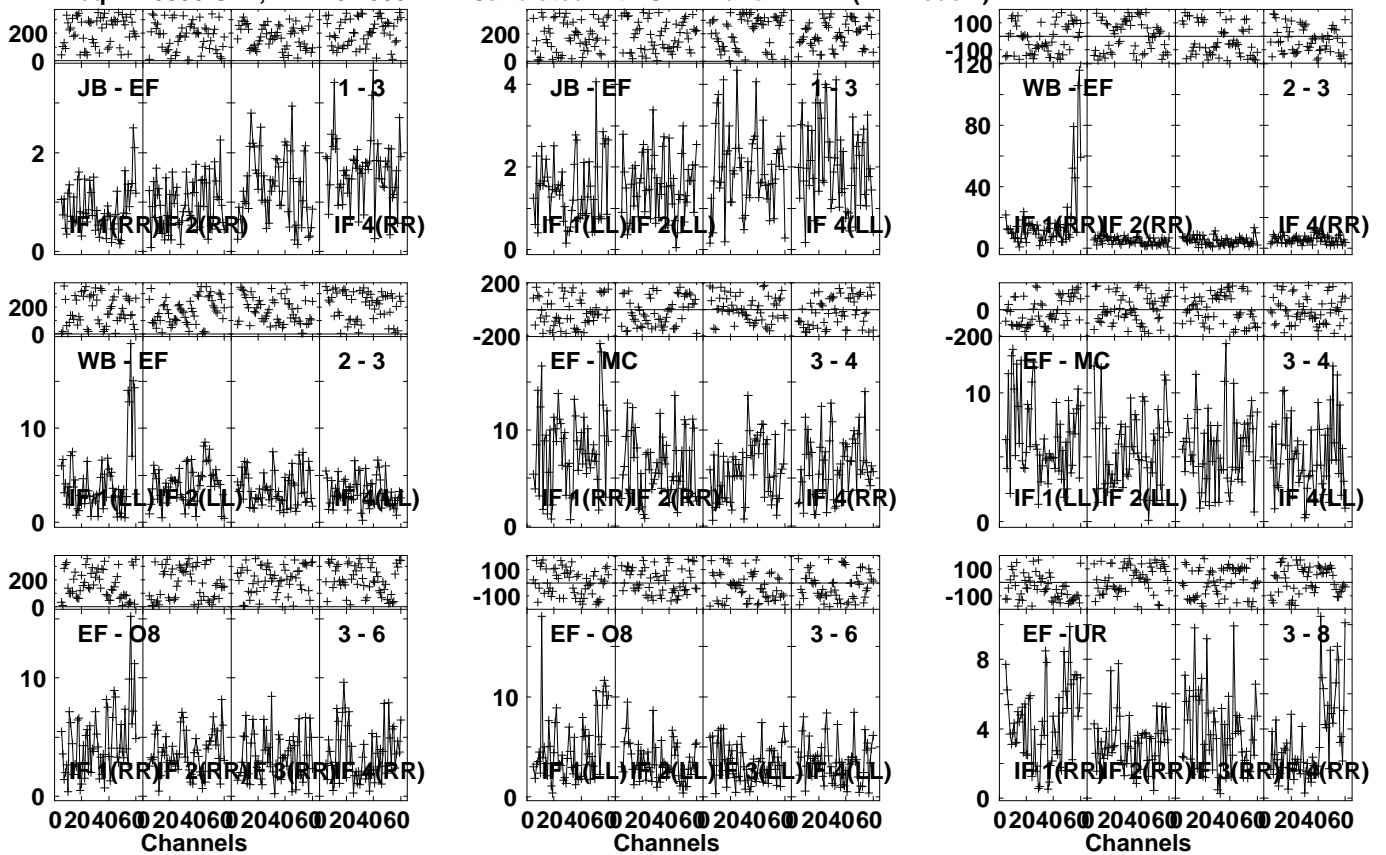 200
0
JB - EF
1 - 3
2
0
IF 1(RR)
IF 2(RR)
IF 4(RR)
200
0
JB - EF
1 - 3
4
2
0
IF 1(LL)
IF 2(LL)
IF 4(LL)
100
-100
120
WB - EF
2 - 3
80
40
0
IF 1(RR)
IF 2(RR)
IF 4(RR)
200
0
WB - EF
2 - 3
10
0
IF 1(LL)
IF 2(LL)
IF 4(LL)
200
0
-200
EF - MC
3 - 4
10
0
IF 1(RR)
IF 2(RR)
IF 4(RR)
200
0
-200
EF - MC
3 - 4
10
0
IF 1(LL)
IF 2(LL)
IF 4(LL)
200
0
EF - O8
3 - 6
10
0
IF 1(RR)
IF 2(RR)
IF 3(RR)
IF 4(RR)
0 20 40 60 0 20 40 60 0 20 40 60 0 20 40 60
Channels
100
-100
EF - O8
3 - 6
10
0
IF 1(LL)
IF 2(LL)
IF 3(LL)
IF 4(LL)
0 20 40 60 0 20 40 60 0 20 40 60 0 20 40 60
Channels
100
-100
EF - UR
3 - 8
8
4
0
IF 1(RR)
IF 2(RR)
IF 3(RR)
IF 4(RR)
0 20 40 60 0 20 40 60 0 20 40 60 0 20 40 60
Channels